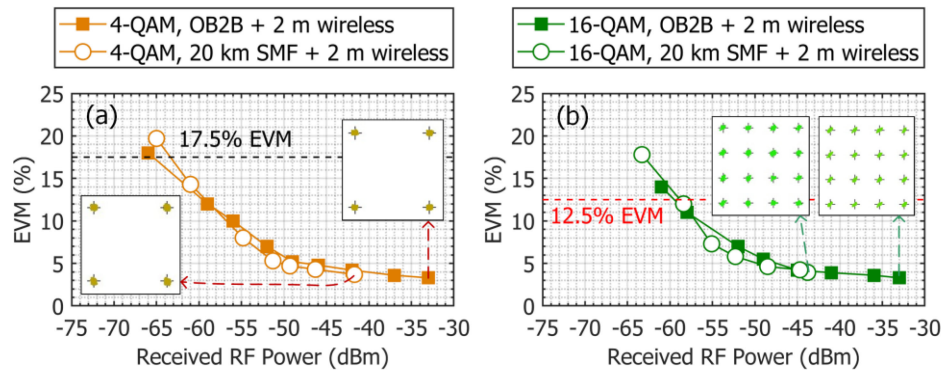 4-QAM, OB2B + 2 m wireless
4-QAM, 20 km SMF + 2 m wireless
16-QAM, OB2B + 2 m wireless
16-QAM, 20 km SMF + 2 m wireless
(a)
17.5% EVM
EVM (%)
25
20
15
10
5
0
-75 -70 -65 -60 -55 -50 -45 -40 -35 -30
Received RF Power (dBm)
(b)
12.5% EVM
EVM (%)
25
20
15
10
5
0
-75 -70 -65 -60 -55 -50 -45 -40 -35 -30
Received RF Power (dBm)